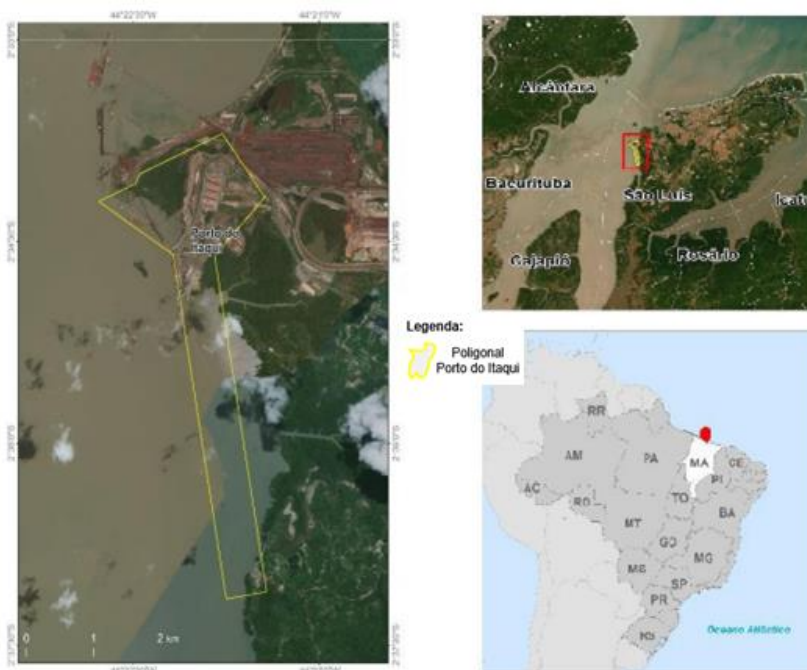 44°22'30"W
44°21'0"W
Porto do
Itaqui
0 1 2 km
Alcântara
Bacurituba
São Luís
Cajapió
Rosário
Icatu
Legenda:
Poligonal
Porto do Itaqui
RR
AM
PA
MA
CE
PI
AC
RO
TO
BA
MT
GO
MG
MS
SP
PR
RS
Oceano Atlântico